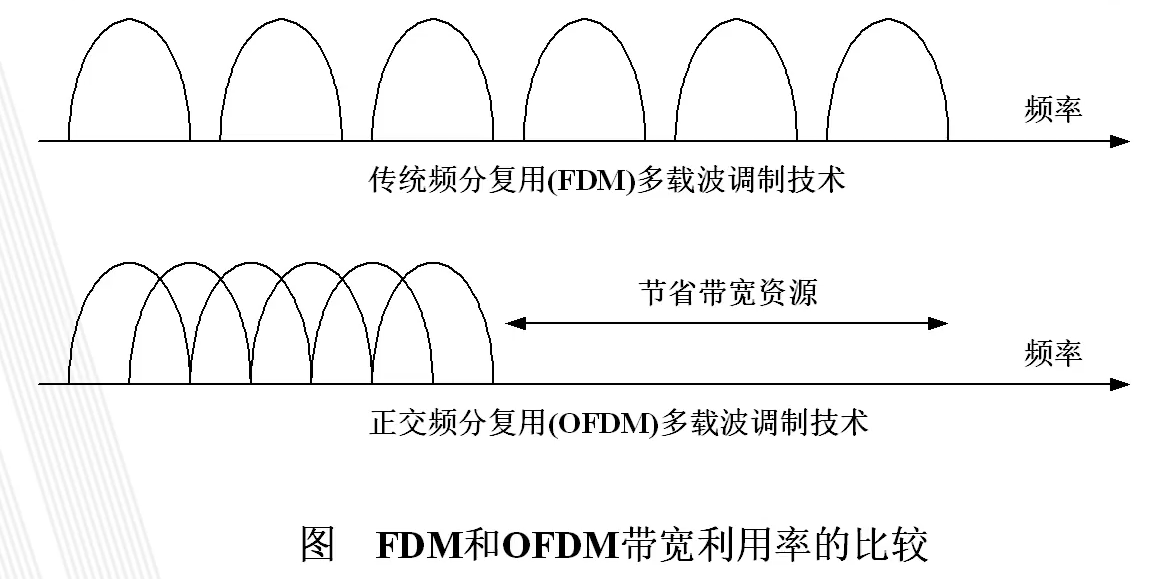 频率
传统频分复用(FDM)多载波调制技术
节省带宽资源
频率
正交频分复用(OFDM)多载波调制技术
图 FDM和OFDM带宽利用率的比较